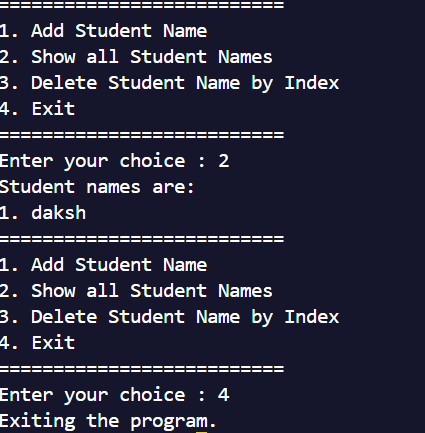 ==========================
1. Add Student Name
2. Show all Student Names
3. Delete Student Name by Index
4. Exit
==========================
Enter your choice : 2
Student names are:
1. daksh
==========================
1. Add Student Name
2. Show all Student Names
3. Delete Student Name by Index
4. Exit
==========================
Enter your choice : 4
Exiting the program.